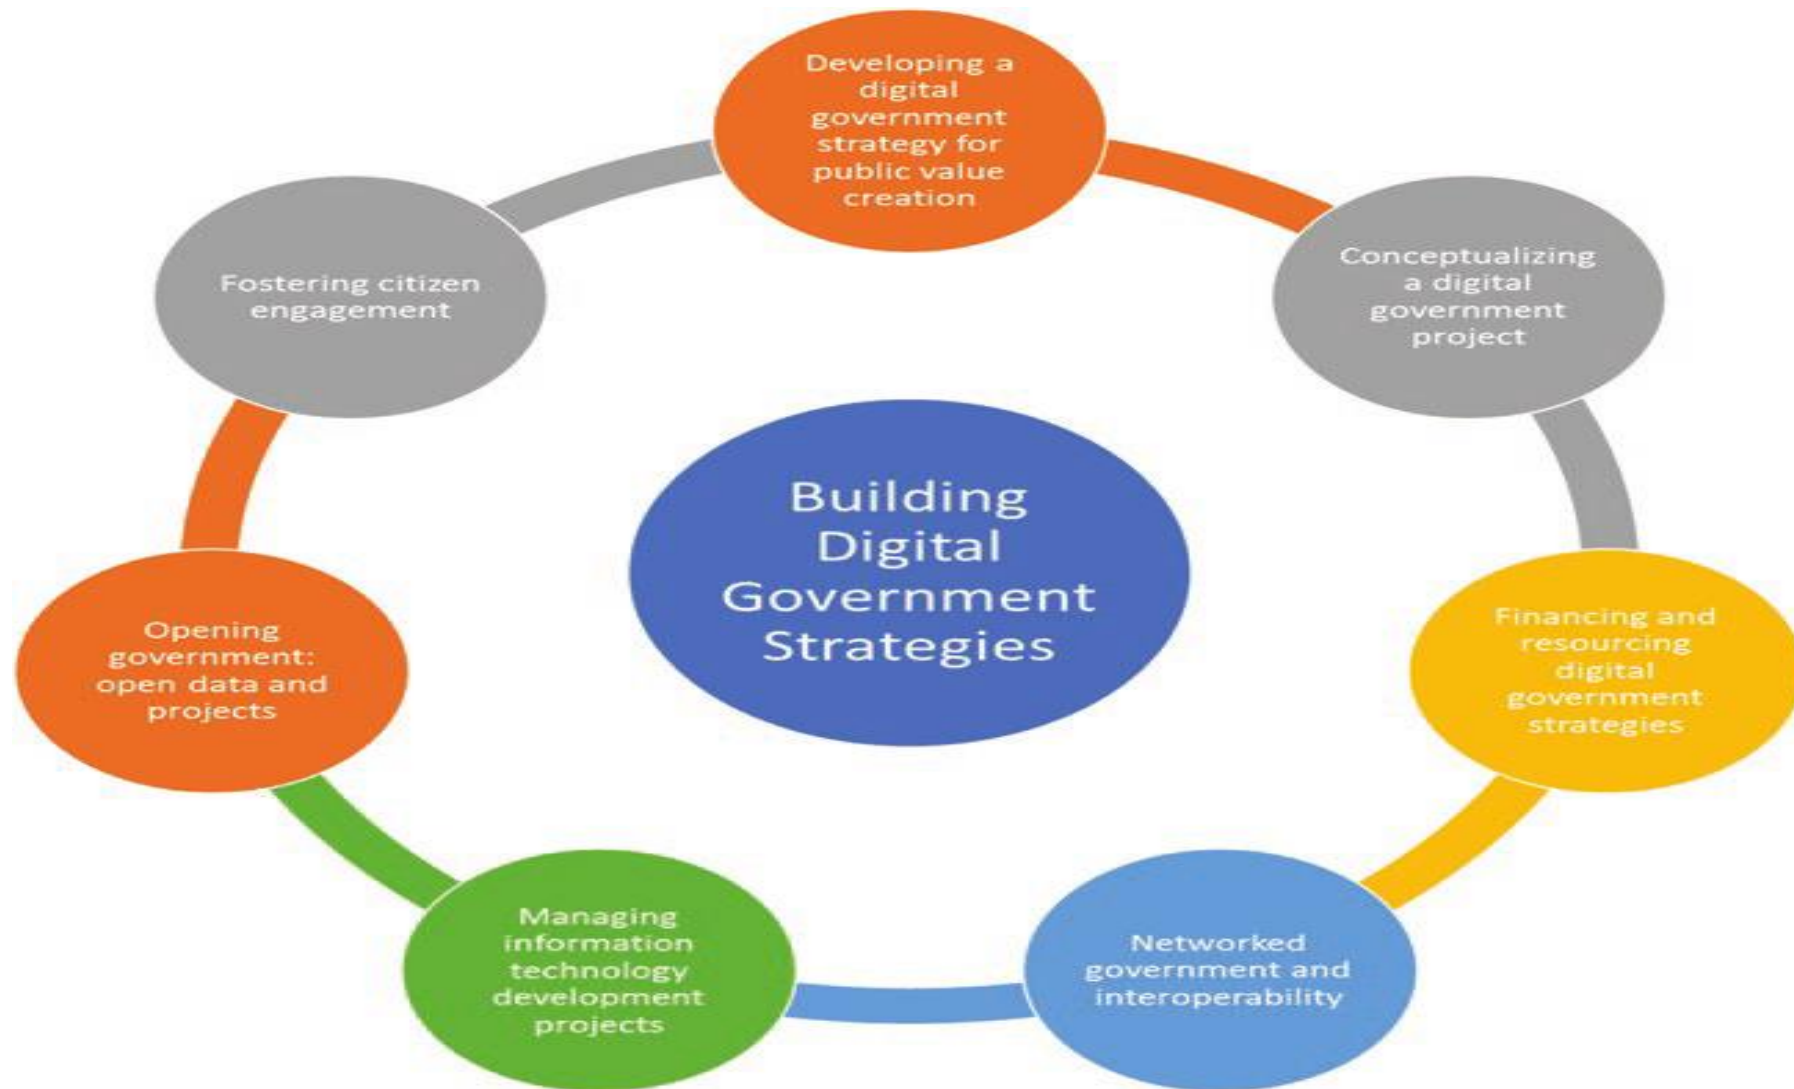 Developing a
digital
government
strategy for
public value
creation
Conceptualizing
a digital
government
project
Financing and
resourcing
digital
government
strategies
Networked
government and
interoperability
Managing
information
technology
development
projects
Opening
government:
open data and
projects
Fostering citizen
engagement
Building
Digital
Government
Strategies